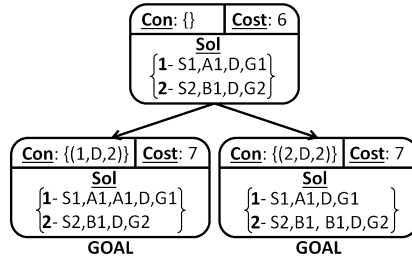 Con: {} Cost: 6
Sol
1- S1,A1,D,G1
2- S2,B1,D,G2
Con: {(1,D,2)} Cost: 7
Sol
1- S1,A1,A1,D,G1
2- S2,B1,D,G2
GOAL
Con: {(2,D,2)} Cost: 7
Sol
1- S1,A1,D,G1
2- S2,B1, B1,D,G2
GOAL